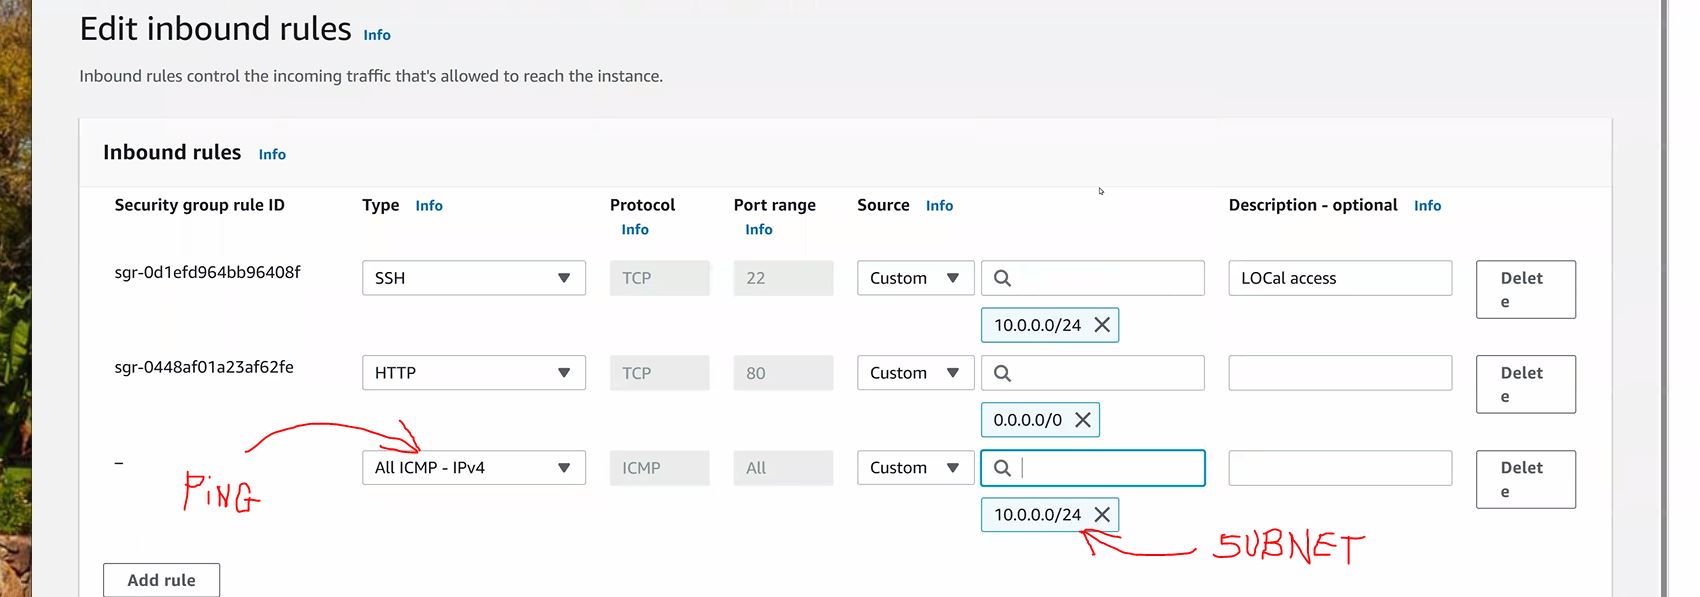 Edit inbound rules Info
Inbound rules control the incoming traffic that's allowed to reach the instance.
Inbound rules Info
Security group rule ID Type Info Protocol Info Port range Info Source Info Description - optional Info
sgr-0d1efd964bb96408f SSH TCP 22 Custom LOCal access Delet
e
10.0.0.0/24
sgr-0448af01a23af62fe HTTP TCP 80 Custom Delet
e
0.0.0.0/0
– All ICMP - IPv4 ICMP All Custom Delet
e
PiNG
10.0.0.0/24
SUBNET
Add rule